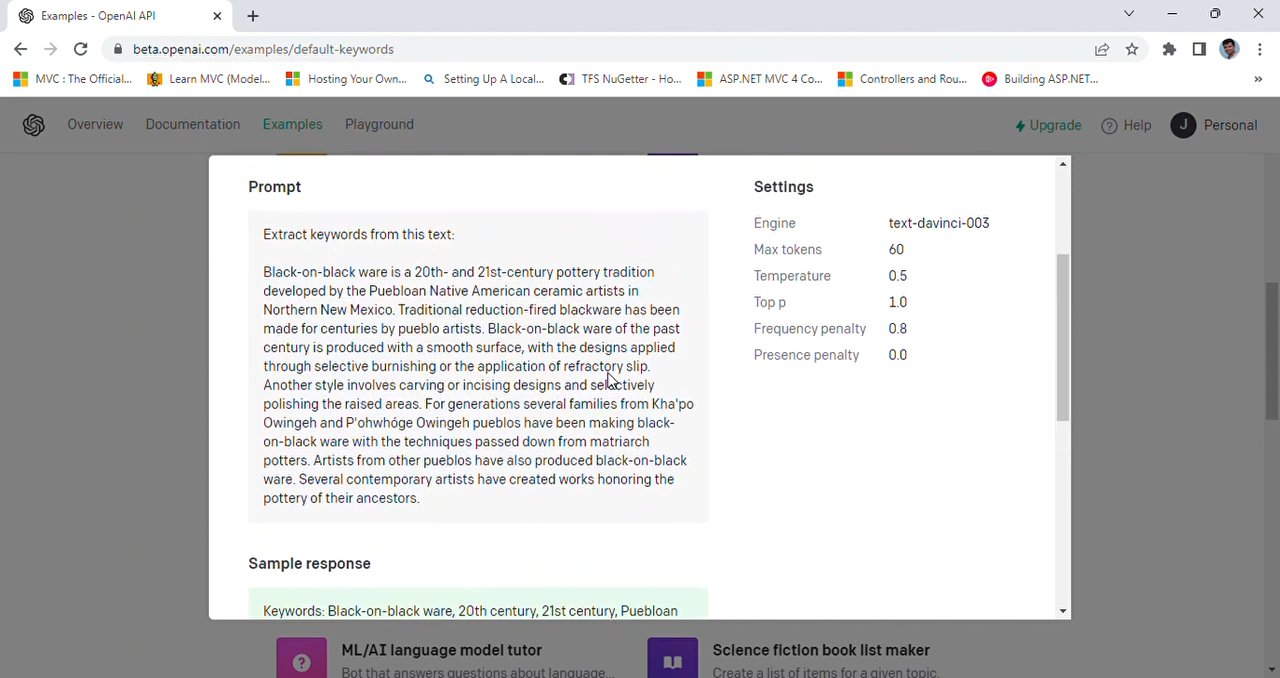 Examples - OpenAI API
beta.openai.com/examples/default-keywords
MVC : The Official... Learn MVC (Model... Hosting Your Own... Setting Up A Local... TFS NuGetter - Ho... ASP.NET MVC 4 Co... Controllers and Rou... Building ASP.NET...
Overview Documentation Examples Playground Upgrade Help J Personal
Prompt
Extract keywords from this text:
Black-on-black ware is a 20th- and 21st-century pottery tradition
developed by the Puebloan Native American ceramic artists in
Northern New Mexico. Traditional reduction-fired blackware has been
made for centuries by pueblo artists. Black-on-black ware of the past
century is produced with a smooth surface, with the designs applied
through selective burnishing or the application of refractory slip.
Another style involves carving or incising designs and selectively
polishing the raised areas. For generations several families from Kha'po
Owingeh and P'ohwhóge Owingeh pueblos have been making black-
on-black ware with the techniques passed down from matriarch
potters. Artists from other pueblos have also produced black-on-black
ware. Several contemporary artists have created works honoring the
pottery of their ancestors.
Settings
Engine text-davinci-003
Max tokens 60
Temperature 0.5
Top p 1.0
Frequency penalty 0.8
Presence penalty 0.0
Sample response
Keywords: Black-on-black ware, 20th century, 21st century, Puebloan
ML/AI language model tutor
Bot that answers questions about language...
Science fiction book list maker
Create a list of items for a given topic.